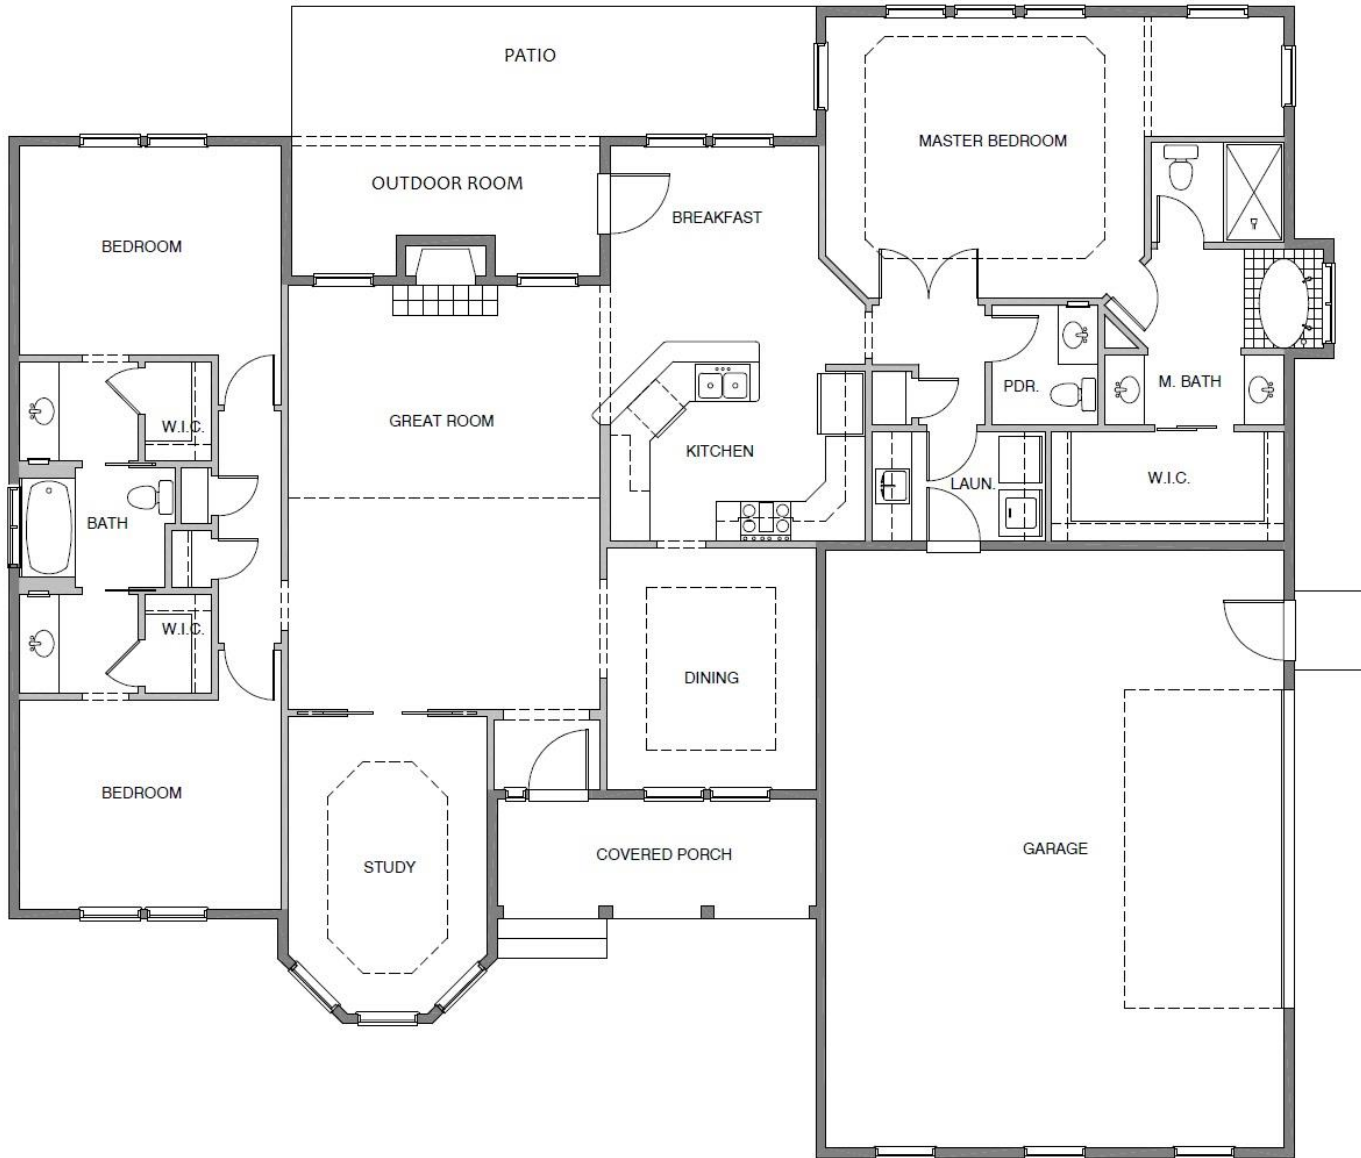 PATIO
MASTER BEDROOM
OUTDOOR ROOM
BREAKFAST
BEDROOM
PDR.
M. BATH
GREAT ROOM
W.I.C.
KITCHEN
LAUN.
W.I.C.
BATH
W.I.C.
DINING
BEDROOM
STUDY
COVERED PORCH
GARAGE